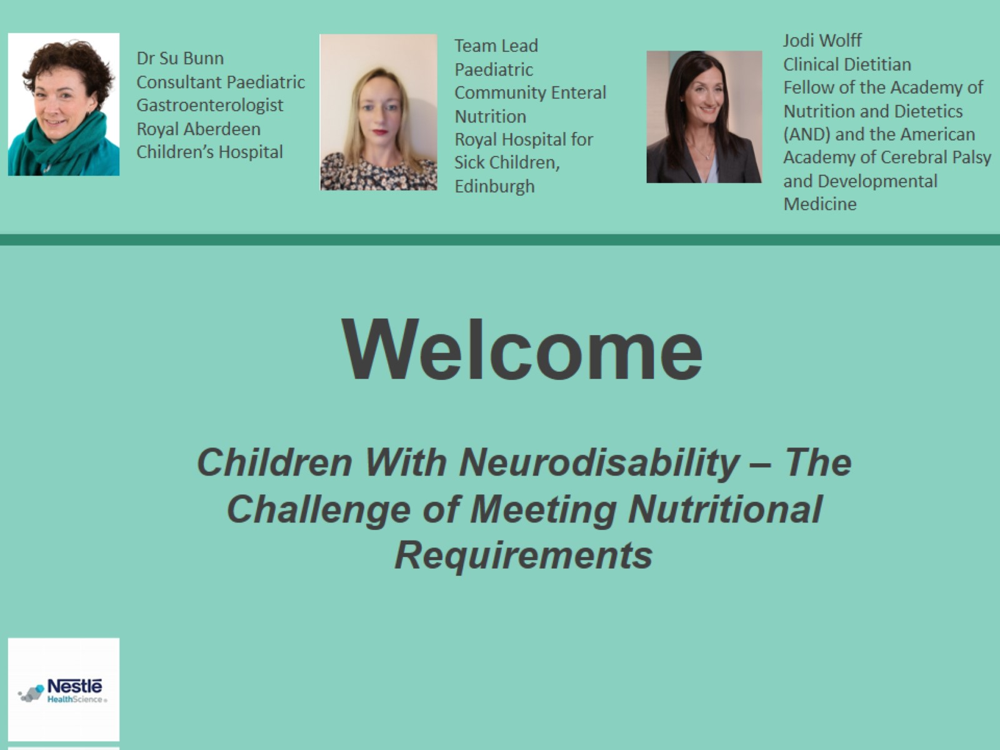 Dr Su Bunn
Consultant Paediatric
Gastroenterologist
Royal Aberdeen
Children’s Hospital
Team Lead
Paediatric
Community Enteral
Nutrition
Royal Hospital for
Sick Children,
Edinburgh
Jodi Wolff
Clinical Dietitian
Fellow of the Academy of
Nutrition and Dietetics
(AND) and the American
Academy of Cerebral Palsy
and Developmental
Medicine
Welcome
Children With Neurodisability – The
Challenge of Meeting Nutritional
Requirements
Nestlé
HealthScience®